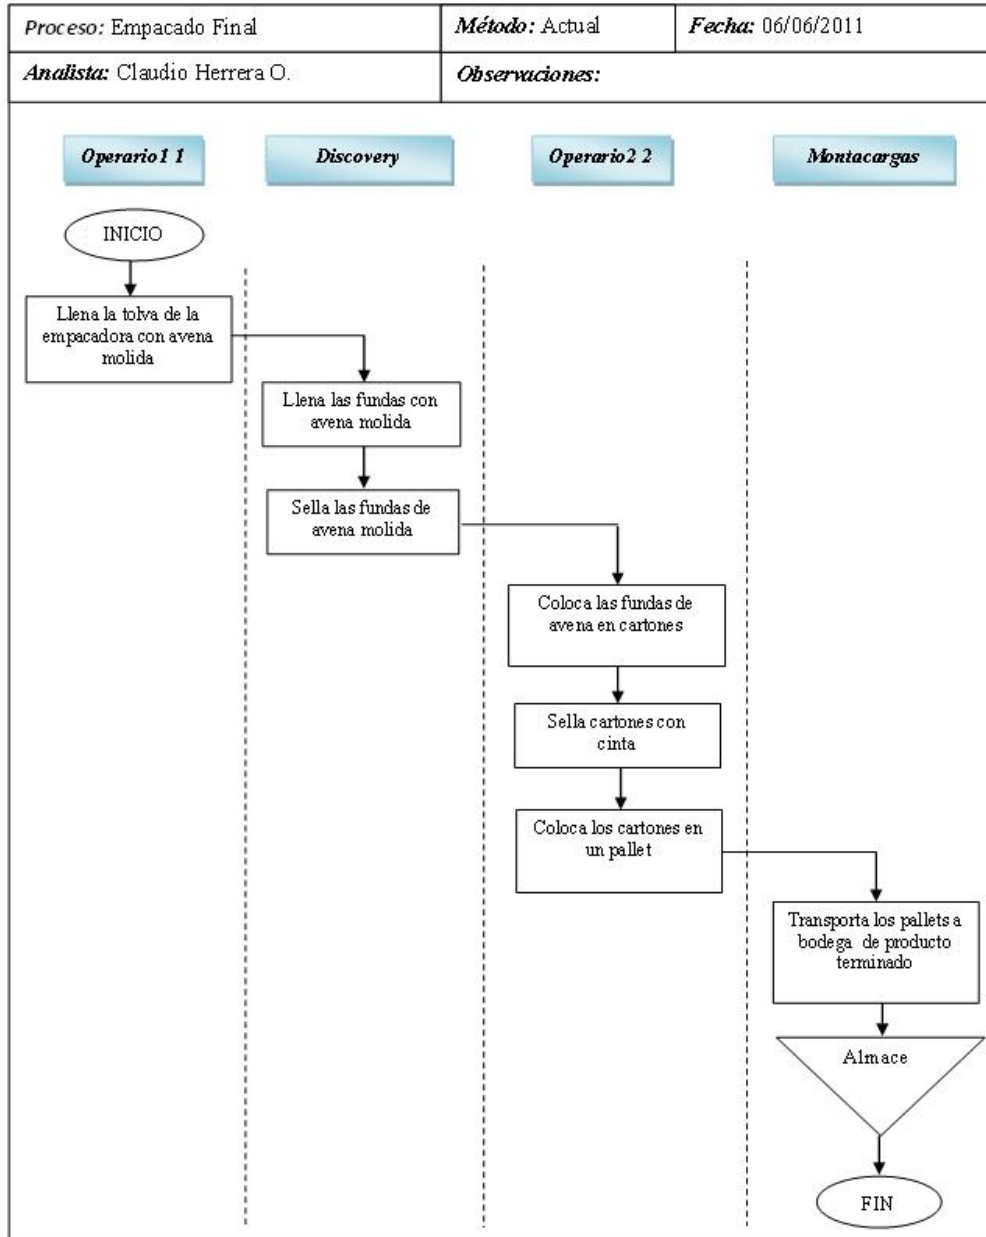 Proceso: Empacado Final
Método: Actual
Fecha: 06/06/2011
Analista: Claudio Herrera O.
Observaciones:
Operario1 1
Discovery
Operario2 2
Montacargas
INICIO
Llena la tolva de la
empacadora con avena
molida
Llena las fundas con
avena molida
Sella las fundas de
avena molida
Coloca las fundas de
avena en cartones
Sella cartones con
cinta
Coloca los cartones en
un pallet
Transporta los pallets a
bodega de producto
terminado
Almace
FIN